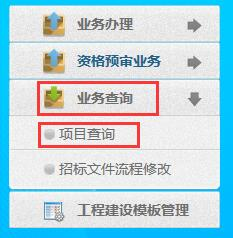 业务办理
资格预审业务
业务查询
项目查询
招标文件流程修改
工程建设模板管理